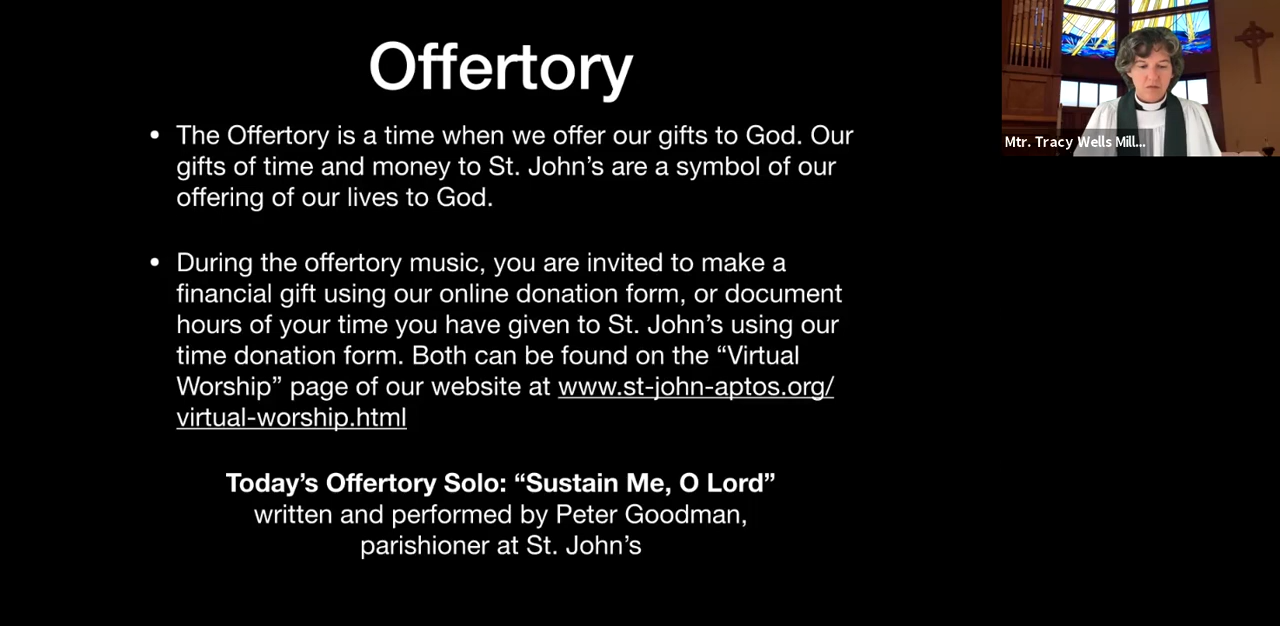 Offertory
• The Offertory is a time when we offer our gifts to God. Our
gifts of time and money to St. John’s are a symbol of our
offering of our lives to God.
• During the offertory music, you are invited to make a
financial gift using our online donation form, or document
hours of your time you have given to St. John’s using our
time donation form. Both can be found on the “Virtual
Worship” page of our website at www.st-john-aptos.org/
virtual-worship.html
Today’s Offertory Solo: “Sustain Me, O Lord”
written and performed by Peter Goodman,
parishioner at St. John’s
Mtr. Tracy Wells Mill...